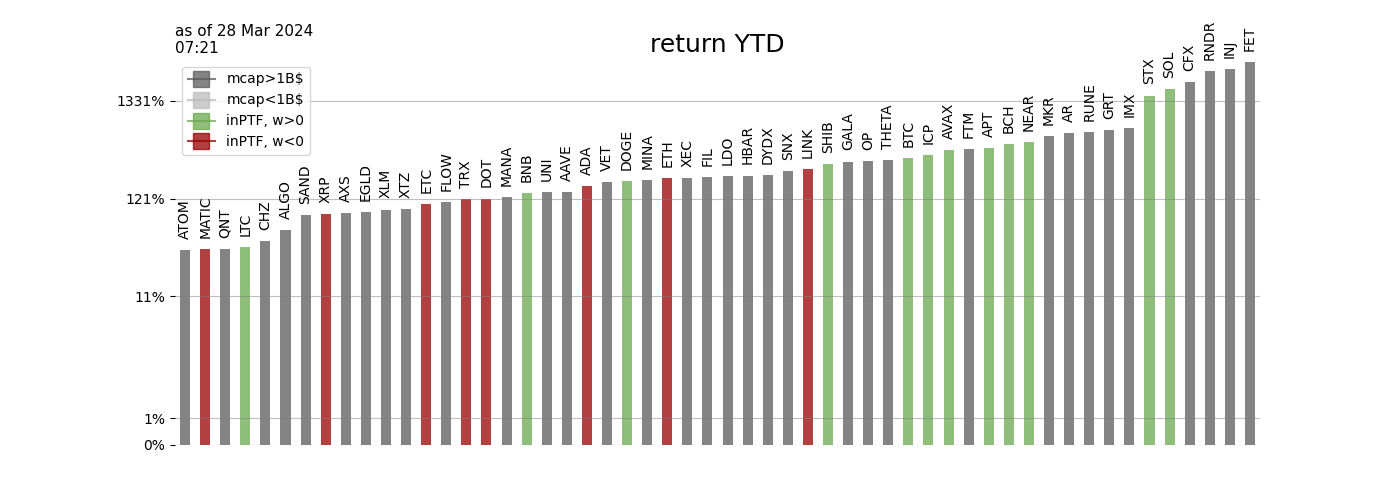 as of 28 Mar 2024
07:21
return YTD
mcap>1B$
mcap<1B$
inPTF, w>0
inPTF, w<0
1331%
121%
11%
1%
0%
ATOM
MATIC
QNT
LTC
CHZ
ALGO
SAND
XRP
AXS
EGLD
XLM
XTZ
ETC
FLOW
TRX
DOT
MANA
BNB
UNI
AAVE
ADA
VET
DOGE
MINA
ETH
XEC
FIL
LDO
HBAR
DYDX
SNX
LINK
SHIB
GALA
OP
THETA
BTC
ICP
AVAX
FTM
APT
BCH
NEAR
MKR
AR
RUNE
GRT
IMX
STX
SOL
CFX
RNDR
INJ
FET